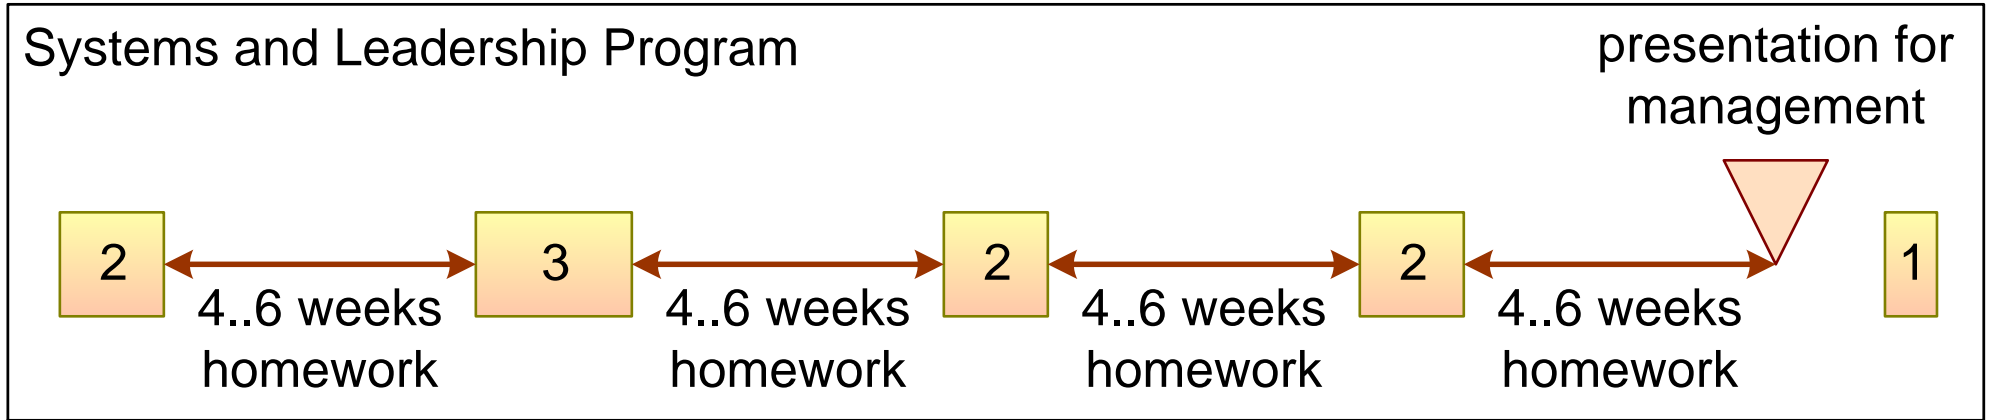 Systems and Leadership Program
presentation for
management
2
3
2
2
1
4..6 weeks
homework
4..6 weeks
homework
4..6 weeks
homework
4..6 weeks
homework